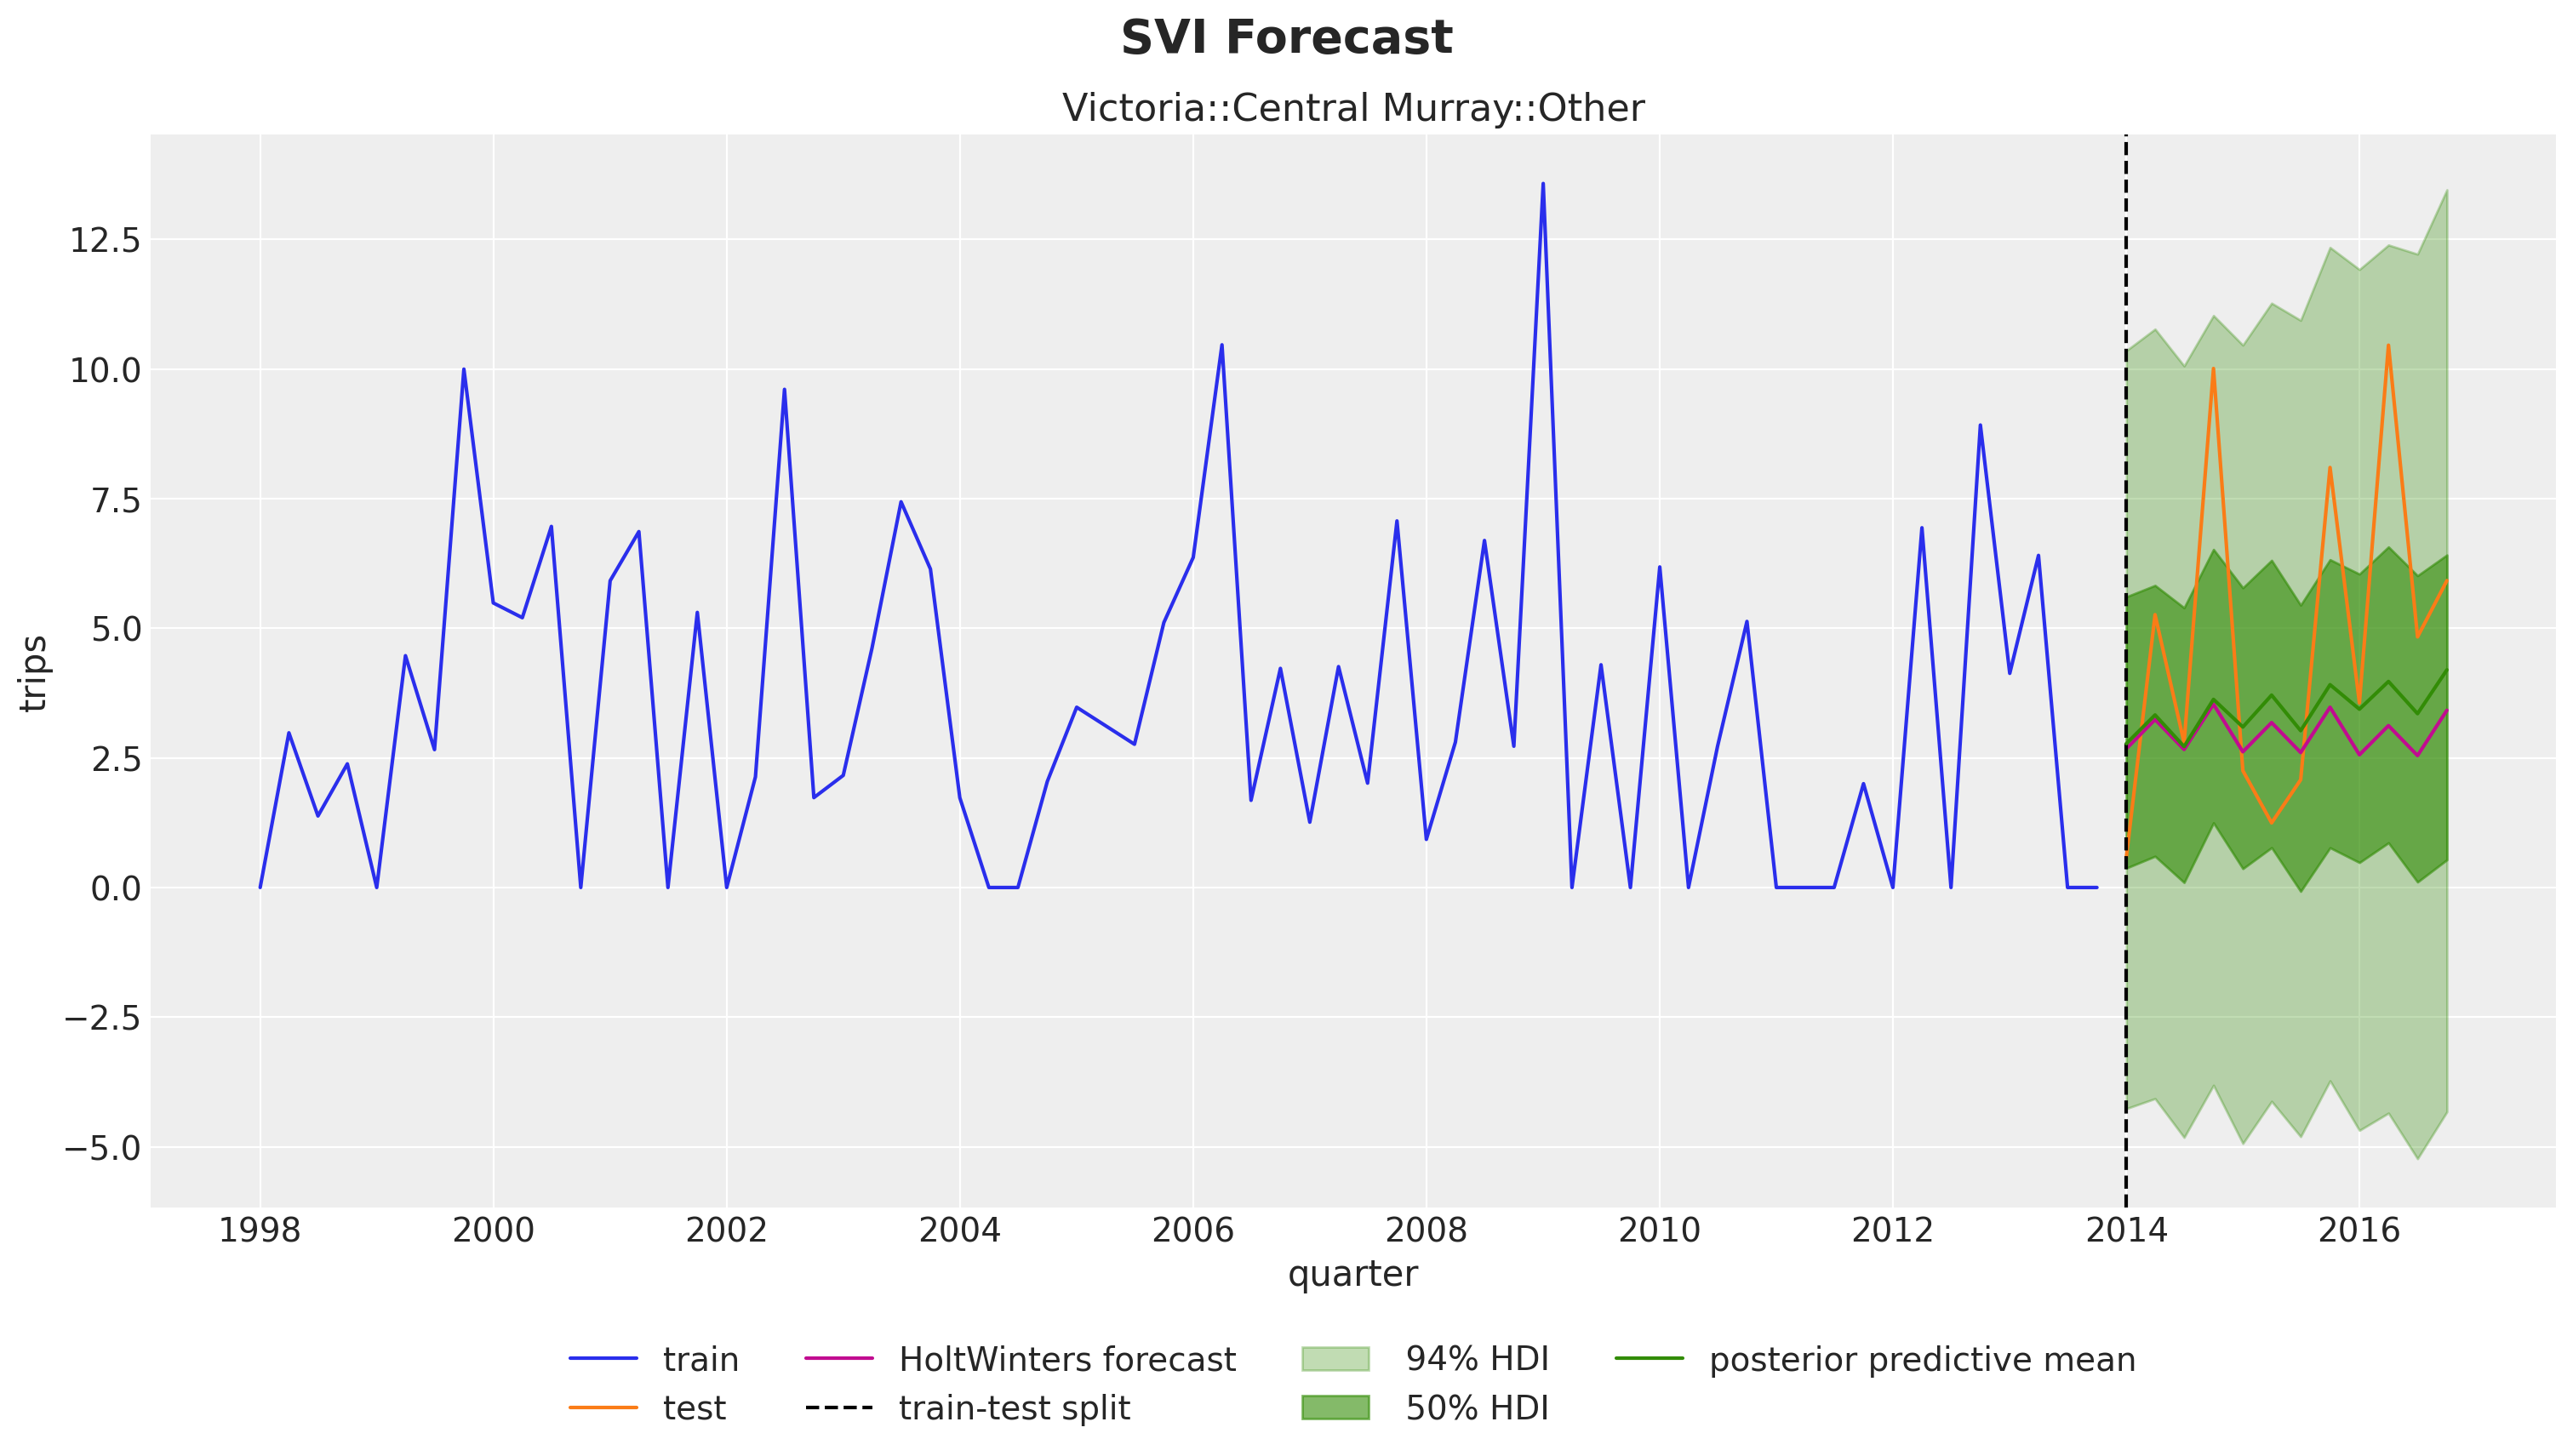 SVI Forecast
Victoria::Central Murray::Other
12.5
10.0
7.5
5.0
2.5
0.0
−2.5
−5.0
trips
1998 2000 2002 2004 2006 2008 2010 2012 2014 2016
quarter
train HoltWinters forecast 94% HDI posterior predictive mean
test train-test split 50% HDI